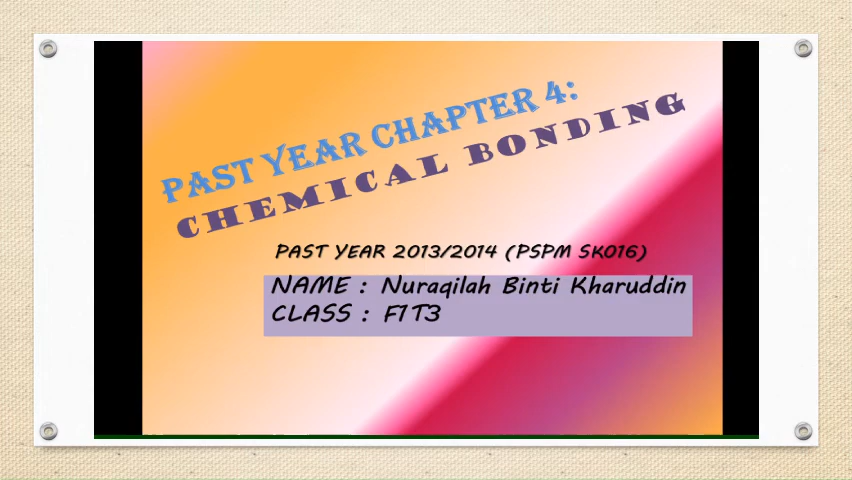 PAST YEAR CHAPTER 4:
CHEMICAL BONDING
PAST YEAR 2013/2014 (PSPM SK016)
NAME : Nuraqilah Binti Kharuddin
CLASS : F1T3